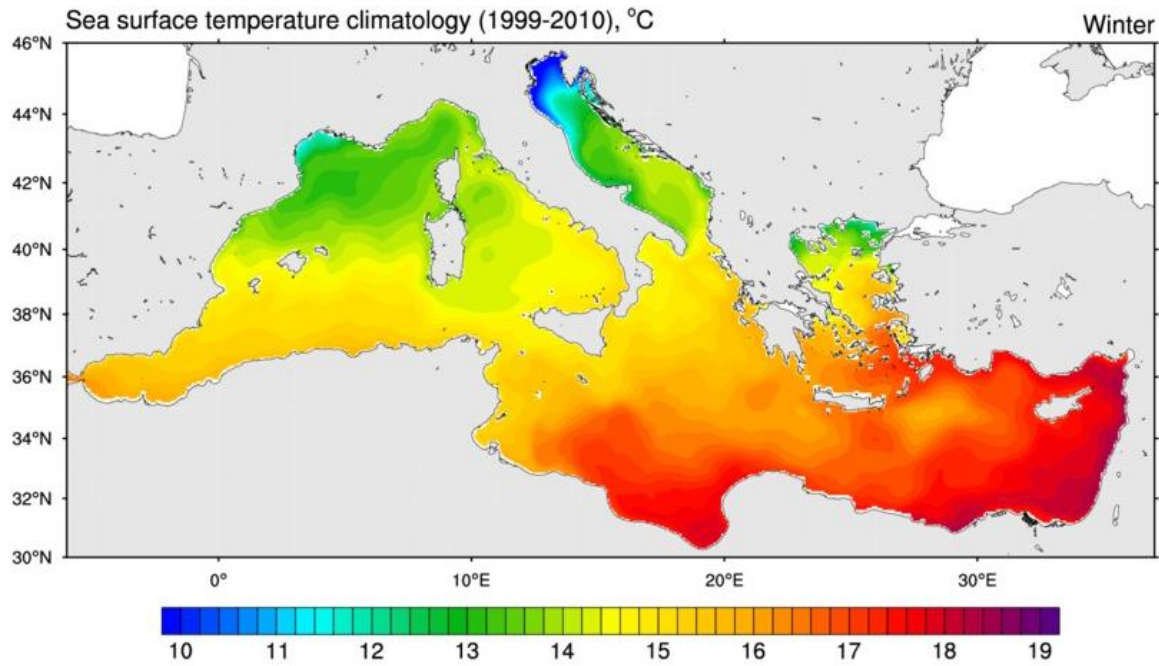 Sea surface temperature climatology (1999-2010), °C Winter
46°N
44°N
42°N
40°N
38°N
36°N
34°N
32°N
30°N
0° 10°E 20°E 30°E
10 11 12 13 14 15 16 17 18 19